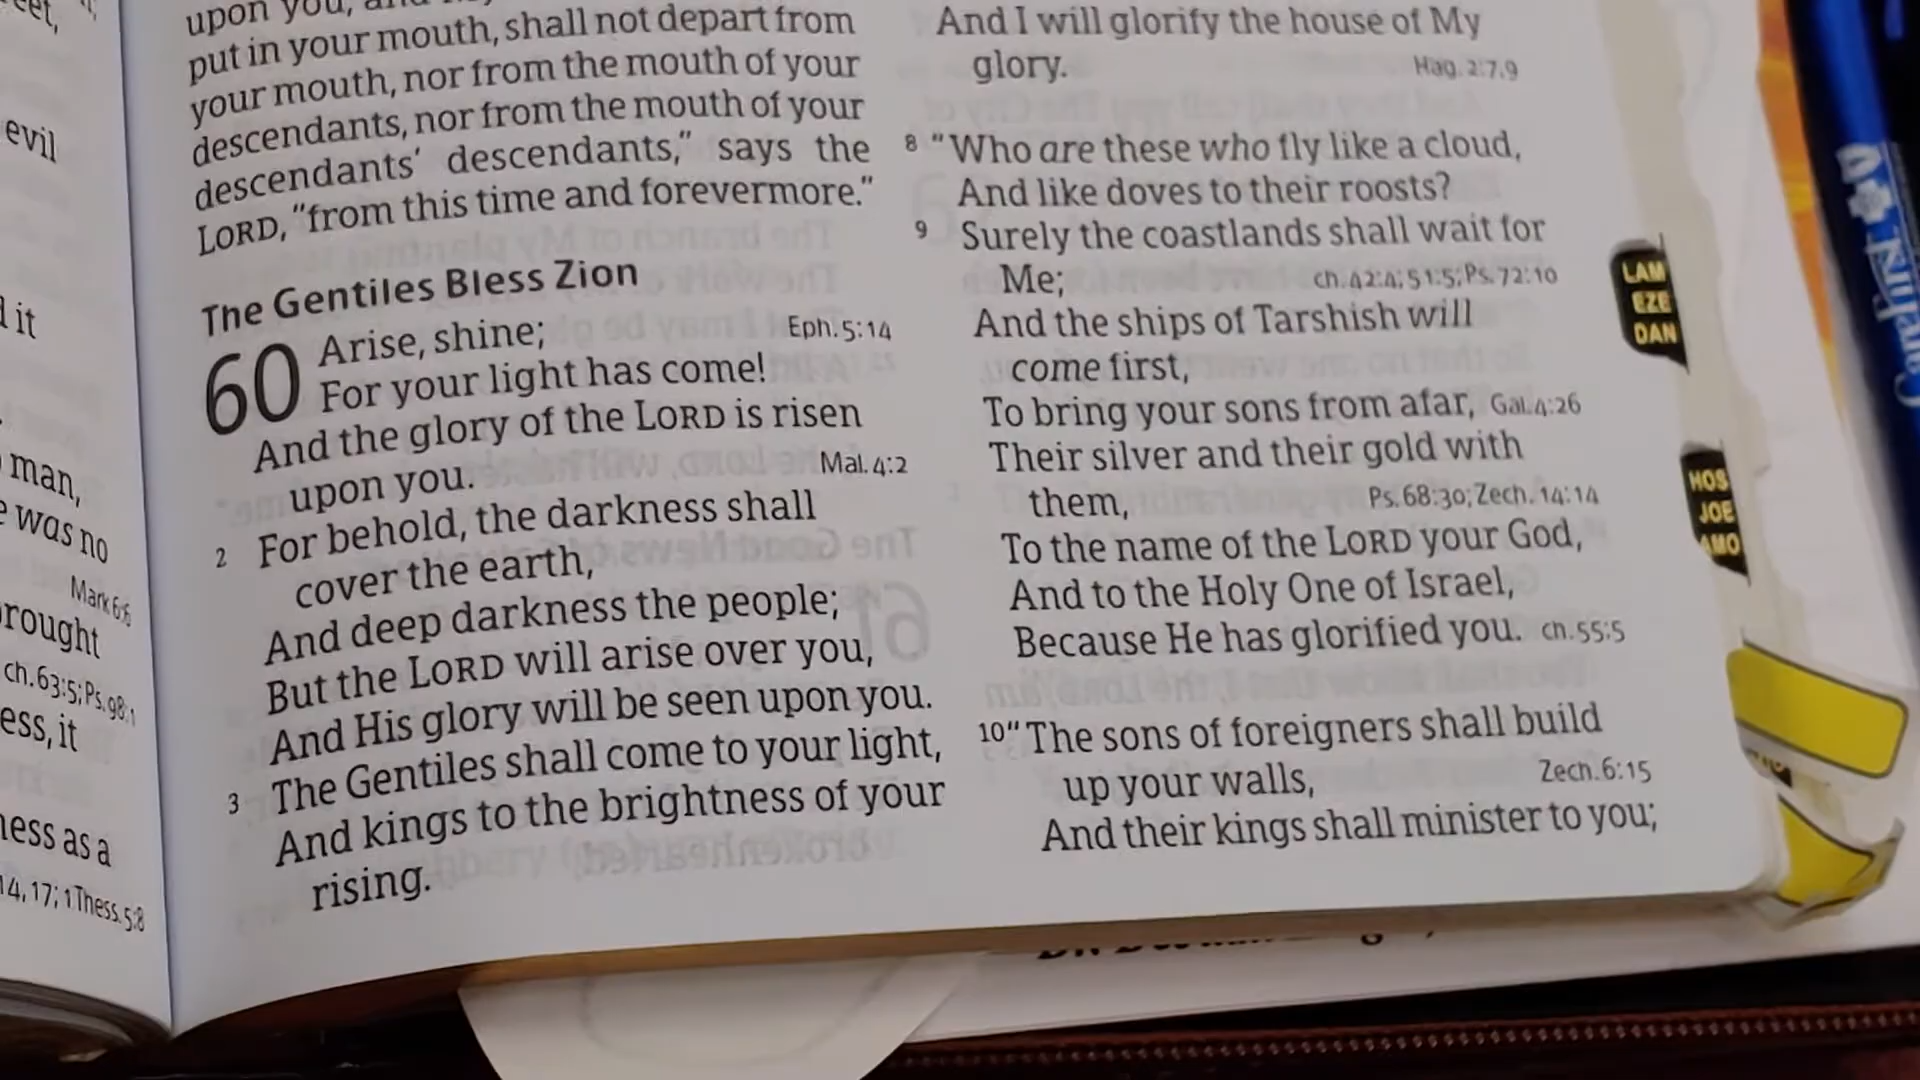 eet,
evil
l it
man,
e was no
Mark 6:6
rought
ch. 63:5; Ps. 98:1
ess, it
ness as a
14, 17; 1 Thess. 5:8
upon you,
put in your mouth, shall not depart from
your mouth, nor from the mouth of your
descendants, nor from the mouth of your
descendants' descendants," says the
LORD, "from this time and forevermore."
The Gentiles Bless Zion
60 Arise, shine; Eph. 5:14
For your light has come!
And the glory of the LORD is risen
upon you. Mal. 4:2
2 For behold, the darkness shall
cover the earth,
And deep darkness the people;
But the LORD will arise over you,
And His glory will be seen upon you.
3 The Gentiles shall come to your light,
And kings to the brightness of your
rising.
And I will glorify the house of My
glory. Hag. 2:7, 9
8 "Who are these who fly like a cloud,
And like doves to their roosts?
9 Surely the coastlands shall wait for
Me; ch. 42:4; 51:5; Ps. 72:10
And the ships of Tarshish will
come first,
To bring your sons from afar, Gal. 4:26
Their silver and their gold with
them, Ps. 68:30; Zech. 14:14
To the name of the LORD your God,
And to the Holy One of Israel,
Because He has glorified you. ch. 55:5
10 "The sons of foreigners shall build
up your walls, Zech. 6:15
And their kings shall minister to you;
LAM
EZE
DAN
HOS
JOE
AMO